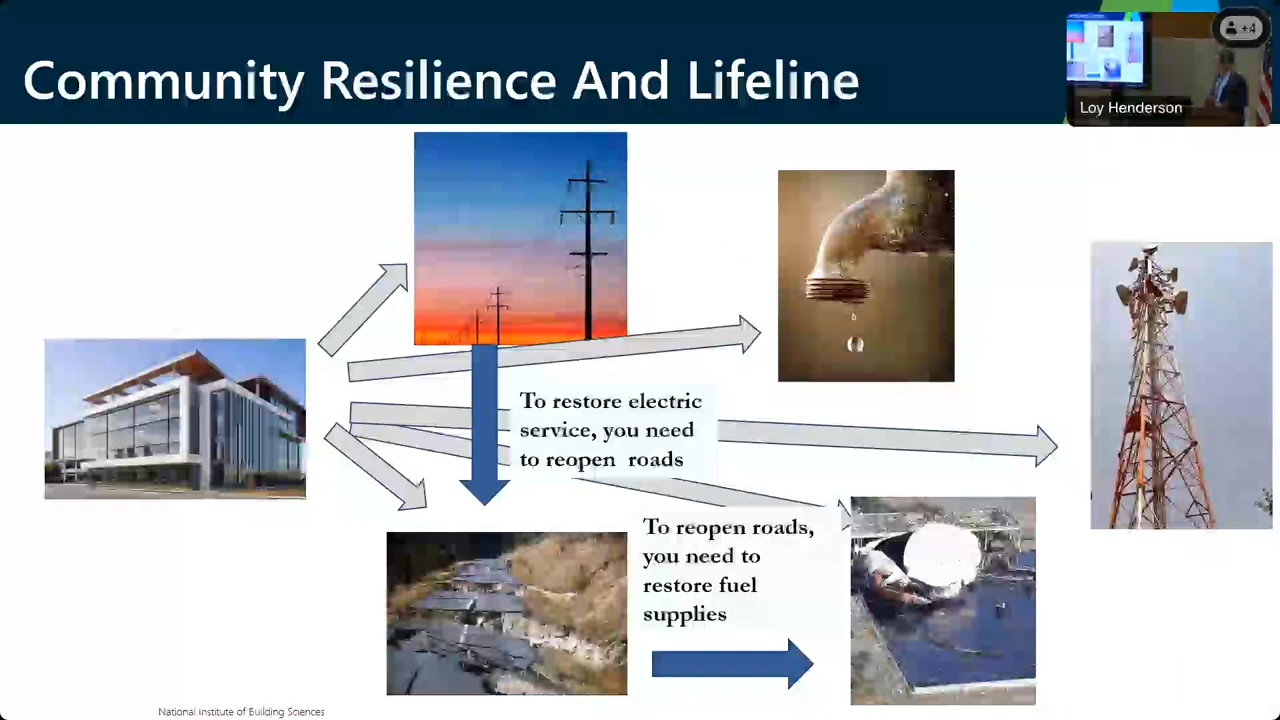 Community Resilience And Lifeline
+4
Loy Henderson
To restore electric
service, you need
to reopen roads
To reopen roads,
you need to
restore fuel
supplies
National Institute of Building Sciences